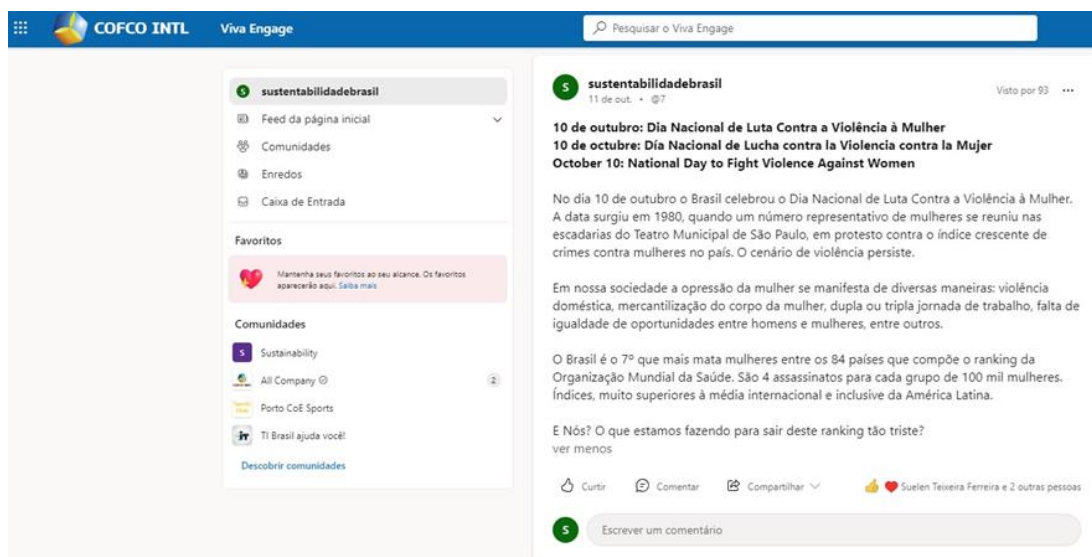 COFCO INTL
Viva Engage
Pesquisar o Viva Engage
S sustentabilidadebrasil
Feed da página inicial
Comunidades
Enredos
Caixa de Entrada
Favoritos
Mantenha seus favoritos ao seu alcance. Os favoritos
aparecerão aqui. Saiba mais
Comunidades
S Sustainability
All Company 2
Porto CoE Sports
TI Brasil ajuda você!
Descobrir comunidades
S sustentabilidadebrasil
11 de out. • @7
Visto por 93 •••
10 de outubro: Dia Nacional de Luta Contra a Violência à Mulher
10 de octubre: Día Nacional de Lucha contra la Violencia contra la Mujer
October 10: National Day to Fight Violence Against Women
No dia 10 de outubro o Brasil celebrou o Dia Nacional de Luta Contra a Violência à Mulher.
A data surgiu em 1980, quando um número representativo de mulheres se reuniu nas
escadarias do Teatro Municipal de São Paulo, em protesto contra o índice crescente de
crimes contra mulheres no país. O cenário de violência persiste.
Em nossa sociedade a opressão da mulher se manifesta de diversas maneiras: violência
doméstica, mercantilização do corpo da mulher, dupla ou tripla jornada de trabalho, falta de
igualdade de oportunidades entre homens e mulheres, entre outros.
O Brasil é o 7º que mais mata mulheres entre os 84 países que compõe o ranking da
Organização Mundial da Saúde. São 4 assassinatos para cada grupo de 100 mil mulheres.
Índices, muito superiores à média internacional e inclusive da América Latina.
E Nós? O que estamos fazendo para sair deste ranking tão triste?
ver menos
Curtir Comentar Compartilhar Suelen Teixeira Ferreira e 2 outras pessoas
S Escrever um comentário